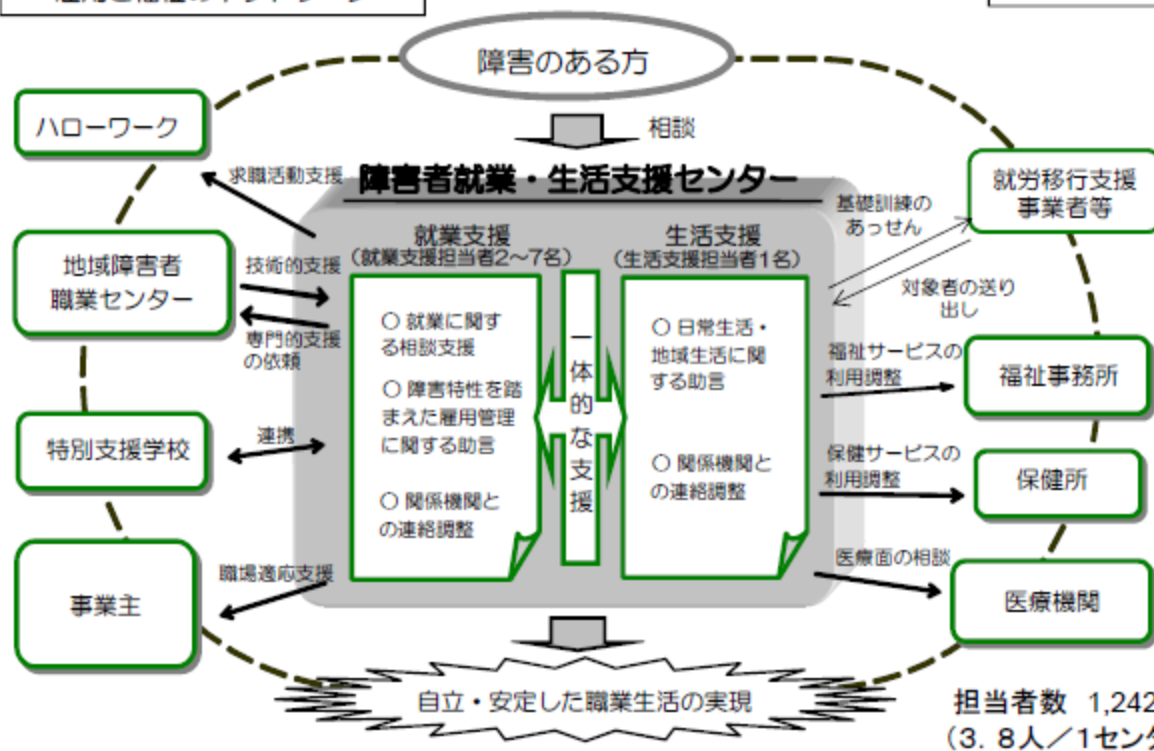 障害のある方
相談
ハローワーク
求職活動支援
障害者就業・生活支援センター
就労移行支援
事業者等
基礎訓練の
あっせん
対象者の送り
出し
就業支援
(就業支援担当者2~7名)
生活支援
(生活支援担当者1名)
地域障害者
職業センター
技術的支援
専門的支援
の依頼
○ 就業に関す
る相談支援
○ 障害特性を踏
まえた雇用管理
に関する助言
○ 関係機関と
の連絡調整
一体的な支援
○ 日常生活・
地域生活に関
する助言
○ 関係機関と
の連絡調整
福祉サービスの
利用調整
福祉事務所
特別支援学校
連携
保健サービスの
利用調整
保健所
事業主
職場適応支援
医療面の相談
医療機関
自立・安定した職業生活の実現
担当者数 1,242
(3.8人/1セン